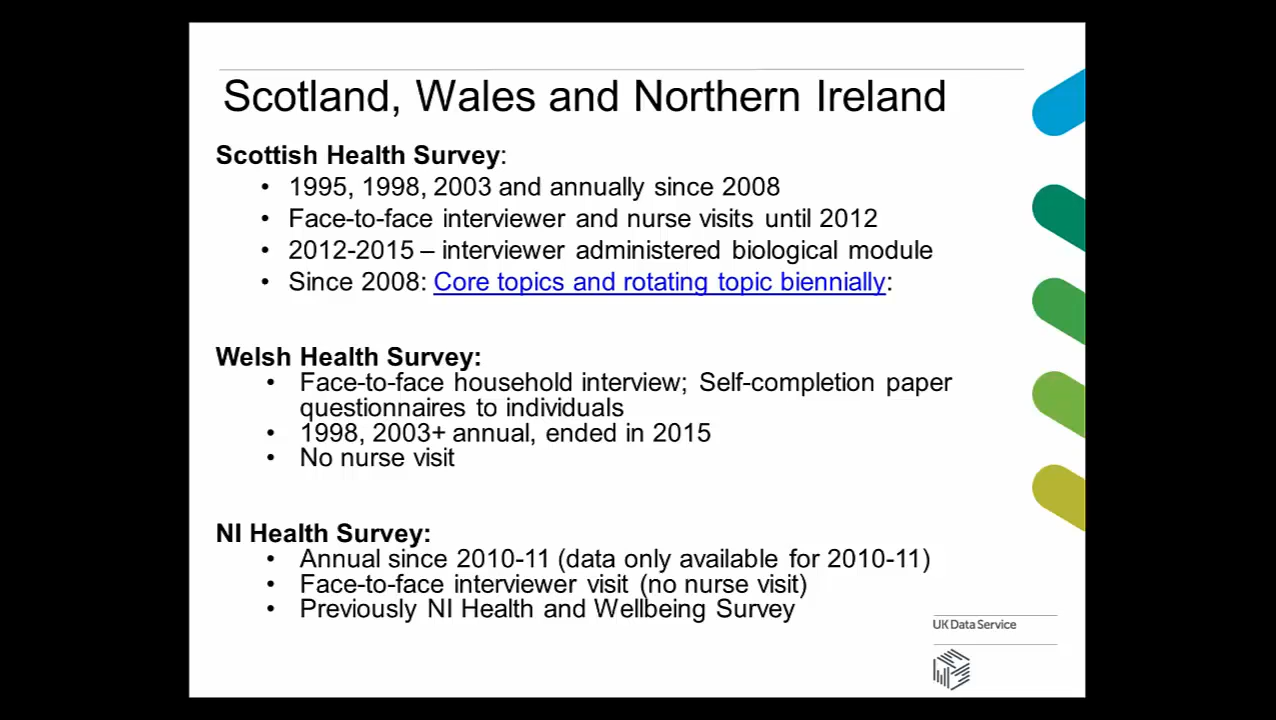 Scotland, Wales and Northern Ireland
Scottish Health Survey:
• 1995, 1998, 2003 and annually since 2008
• Face-to-face interviewer and nurse visits until 2012
• 2012-2015 – interviewer administered biological module
• Since 2008: Core topics and rotating topic biennially:
Welsh Health Survey:
• Face-to-face household interview; Self-completion paper
questionnaires to individuals
• 1998, 2003+ annual, ended in 2015
• No nurse visit
NI Health Survey:
• Annual since 2010-11 (data only available for 2010-11)
• Face-to-face interviewer visit (no nurse visit)
• Previously NI Health and Wellbeing Survey
UK Data Service